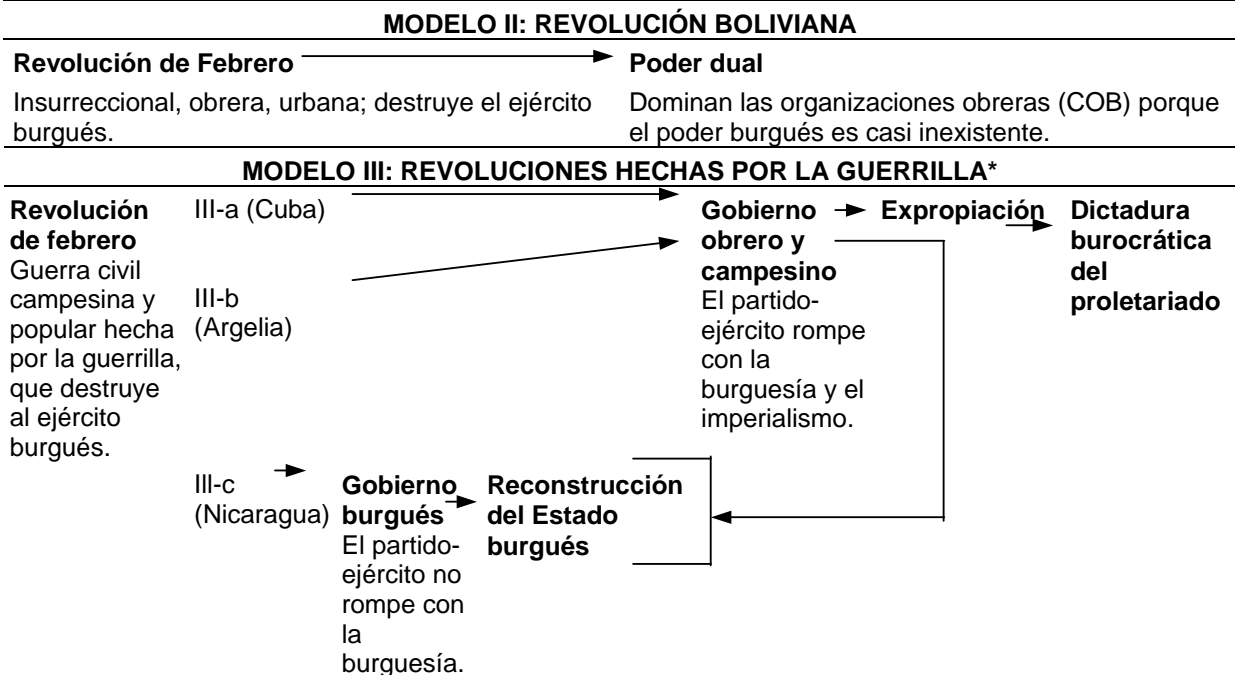 MODELO II: REVOLUCIÓN BOLIVIANA
Revolución de Febrero
Insurreccional, obrera, urbana; destruye el ejército
burgués.
Poder dual
Dominan las organizaciones obreras (COB) porque
el poder burgués es casi inexistente.
MODELO III: REVOLUCIONES HECHAS POR LA GUERRILLA*
Revolución
de febrero
Guerra civil
campesina y
popular hecha
por la guerrilla,
que destruye
al ejército
burgués.
III-a (Cuba)
III-b
(Argelia)
Gobierno
obrero y
campesino
El partido-
ejército rompe
con la
burguesía y el
imperialismo.
Expropiación
Dictadura
burocrática
del
proletariado
III-c
(Nicaragua)
Gobierno
burgués
El partido-
ejército no
rompe con
la
burguesía.
Reconstrucción
del Estado
burgués